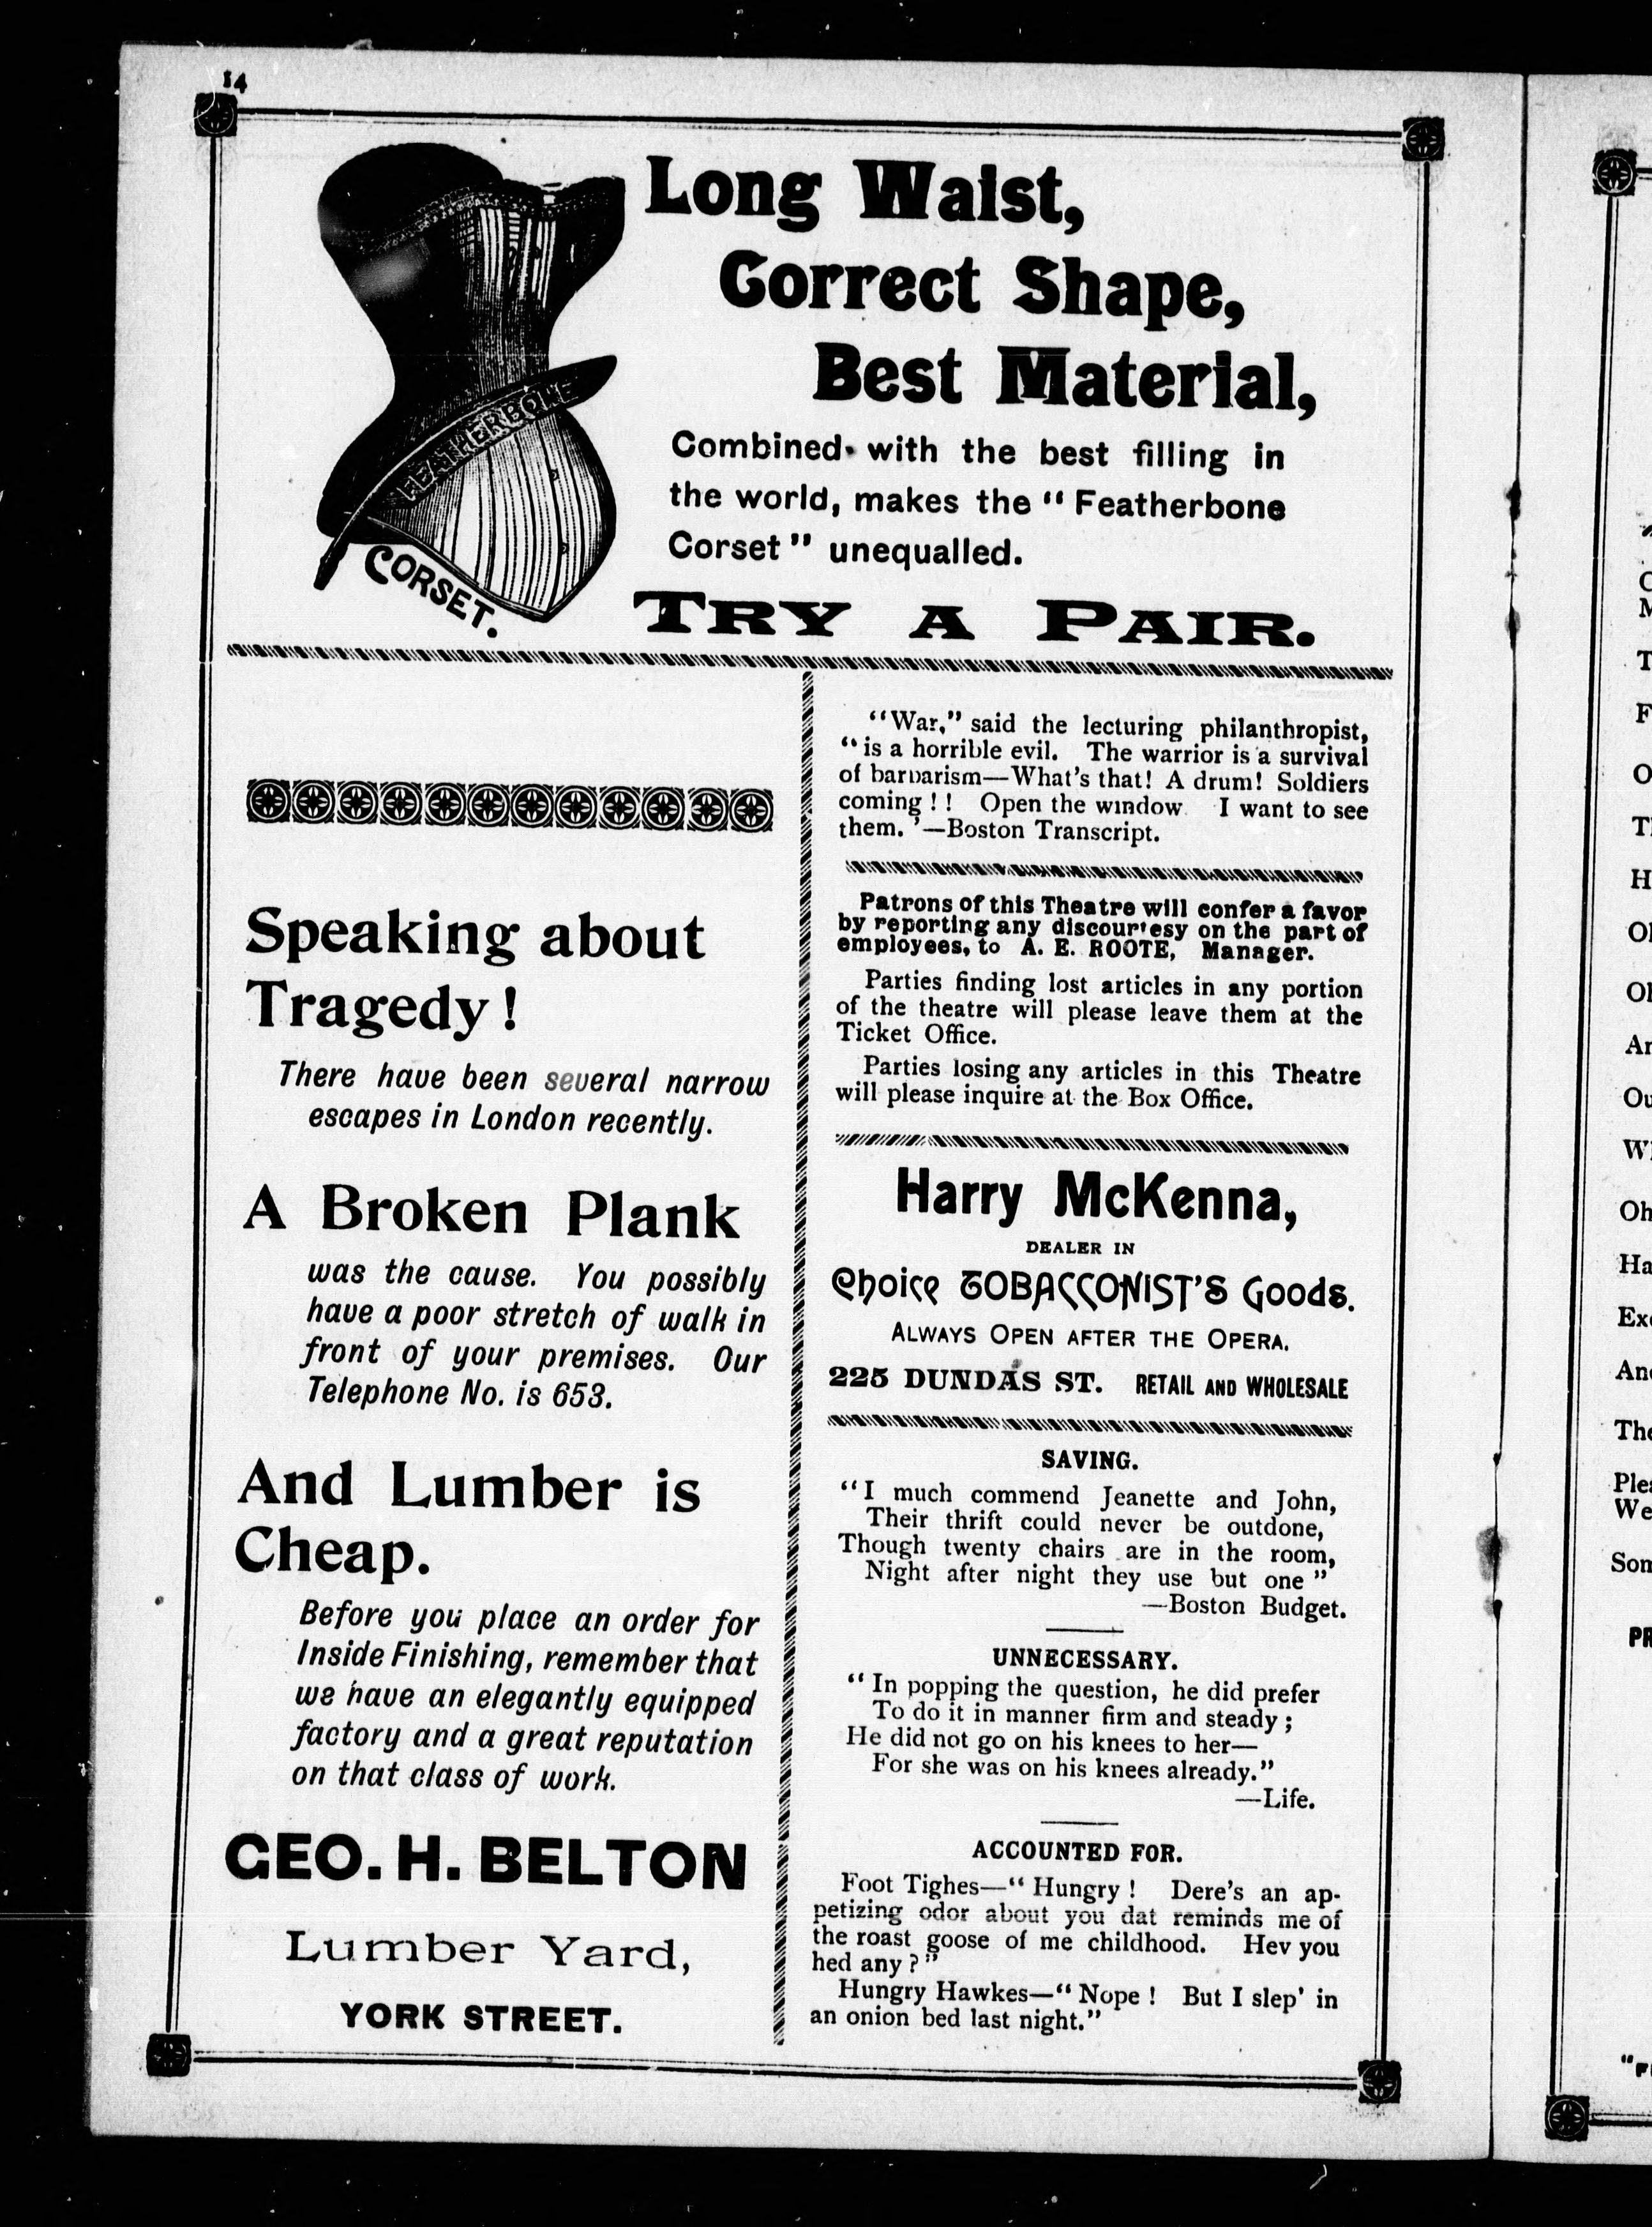 14
Long Waist,
Correct Shape,
Best Material,
FEATHERBONE
CORSET.
Combined with the best filling in
the world, makes the "Featherbone
Corset" unequalled.
TRY A PAIR.
Speaking about
Tragedy!
There have been several narrow
escapes in London recently.
A Broken Plank
was the cause. You possibly
have a poor stretch of walk in
front of your premises. Our
Telephone No. is 653.
And Lumber is
Cheap.
Before you place an order for
Inside Finishing, remember that
we have an elegantly equipped
factory and a great reputation
on that class of work.
GEO. H. BELTON
Lumber Yard,
YORK STREET.
"War," said the lecturing philanthropist,
"is a horrible evil. The warrior is a survival
of barbarism—What's that! A drum! Soldiers
coming!! Open the window. I want to see
them.'—Boston Transcript.
Patrons of this Theatre will confer a favor
by reporting any discourtesy on the part of
employees, to A. E. ROOTE, Manager.
Parties finding lost articles in any portion
of the theatre will please leave them at the
Ticket Office.
Parties losing any articles in this Theatre
will please inquire at the Box Office.
Harry McKenna,
DEALER IN
Choice TOBACCONIST'S Goods.
ALWAYS OPEN AFTER THE OPERA.
225 DUNDAS ST. RETAIL AND WHOLESALE
SAVING.
"I much commend Jeanette and John,
Their thrift could never be outdone,
Though twenty chairs are in the room,
Night after night they use but one"
—Boston Budget.
UNNECESSARY.
"In popping the question, he did prefer
To do it in manner firm and steady;
He did not go on his knees to her—
For she was on his knees already."
—Life.
ACCOUNTED FOR.
Foot Tighes—"Hungry! Dere's an ap-
petizing odor about you dat reminds me of
the roast goose of me childhood. Hev you
hed any?"
Hungry Hawkes—"Nope! But I slep' in
an onion bed last night."